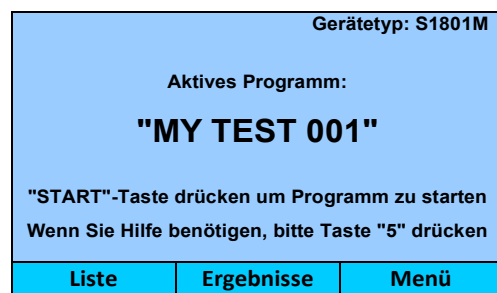 Gerätetyp: S1801M
Aktives Programm:
"MY TEST 001"
"START"-Taste drücken um Programm zu starten
Wenn Sie Hilfe benötigen, bitte Taste "5" drücken
Liste Ergebnisse Menü